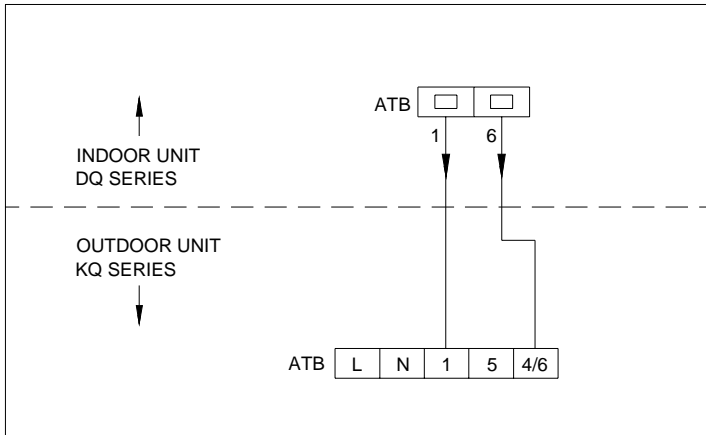 ATB
1 6
INDOOR UNIT
DQ SERIES
OUTDOOR UNIT
KQ SERIES
ATB L N 1 5 4/6